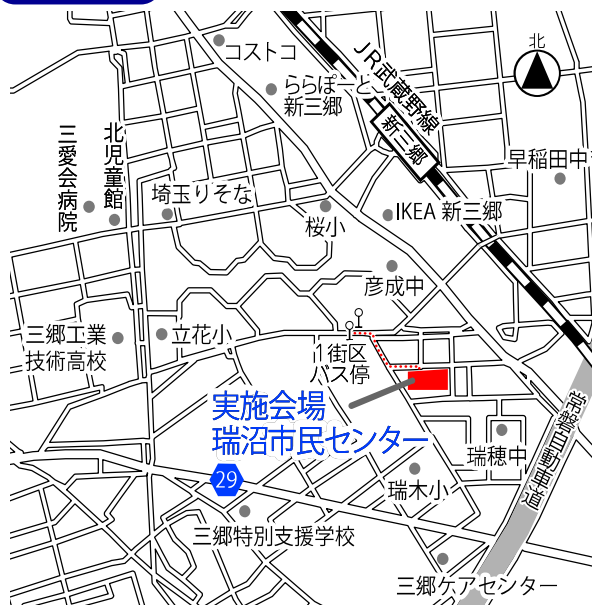 北
コストコ
JR武蔵野線
ららぽーと
新三郷
新三郷
早稲田中
三愛会病院
北児童館
埼玉りそな
桜小
IKEA 新三郷
彦成中
三郷工業
技術高校
立花小
1街区
バス停
実施会場
瑞沼市民センター
常磐自動車道
瑞穂中
29
瑞木小
三郷特別支援学校
三郷ケアセンター